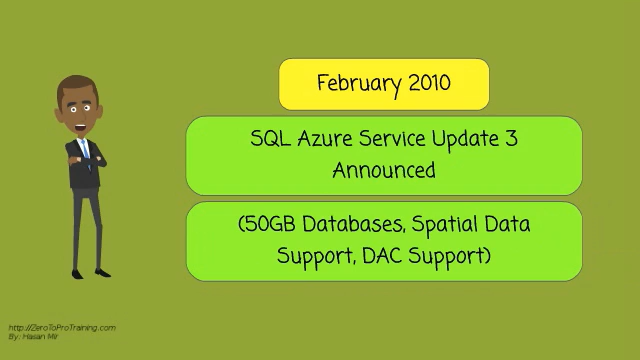 February 2010
SQL Azure Service Update 3
Announced
(50GB Databases, Spatial Data
Support, DAC Support)
http://ZeroToProTraining.com
By: Hasan Mir